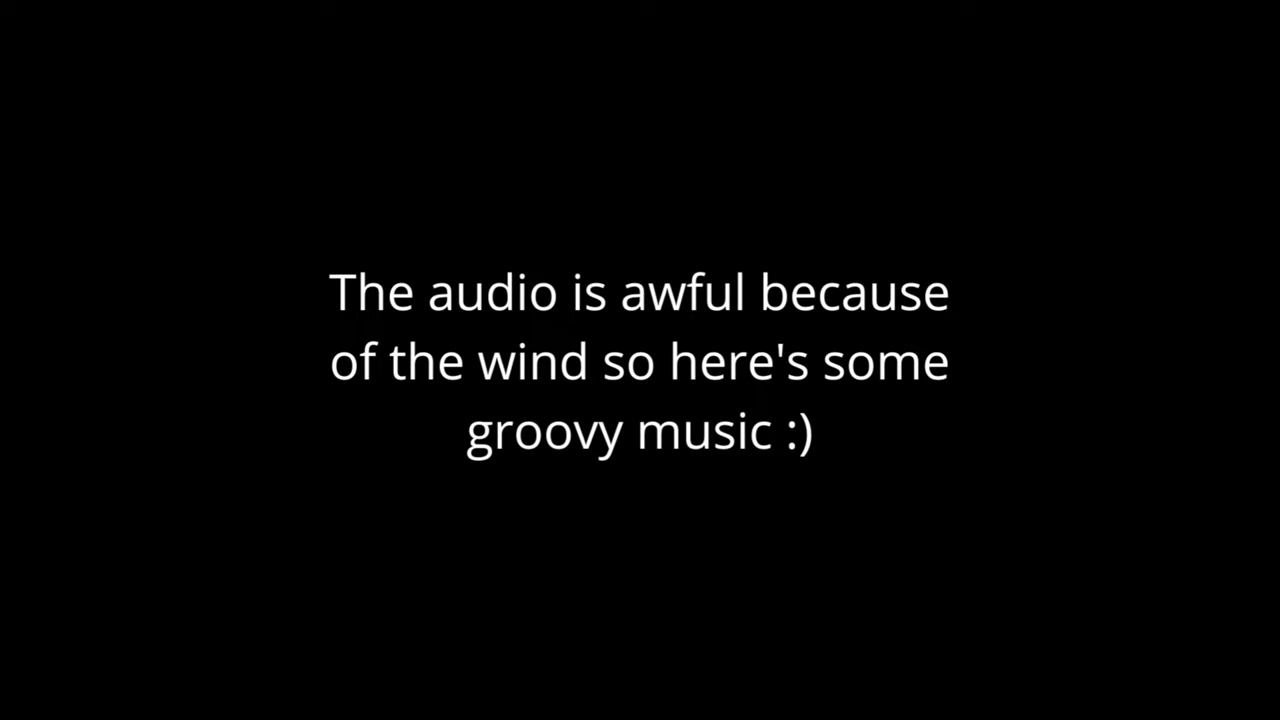 The audio is awful because
of the wind so here's some
groovy music :)